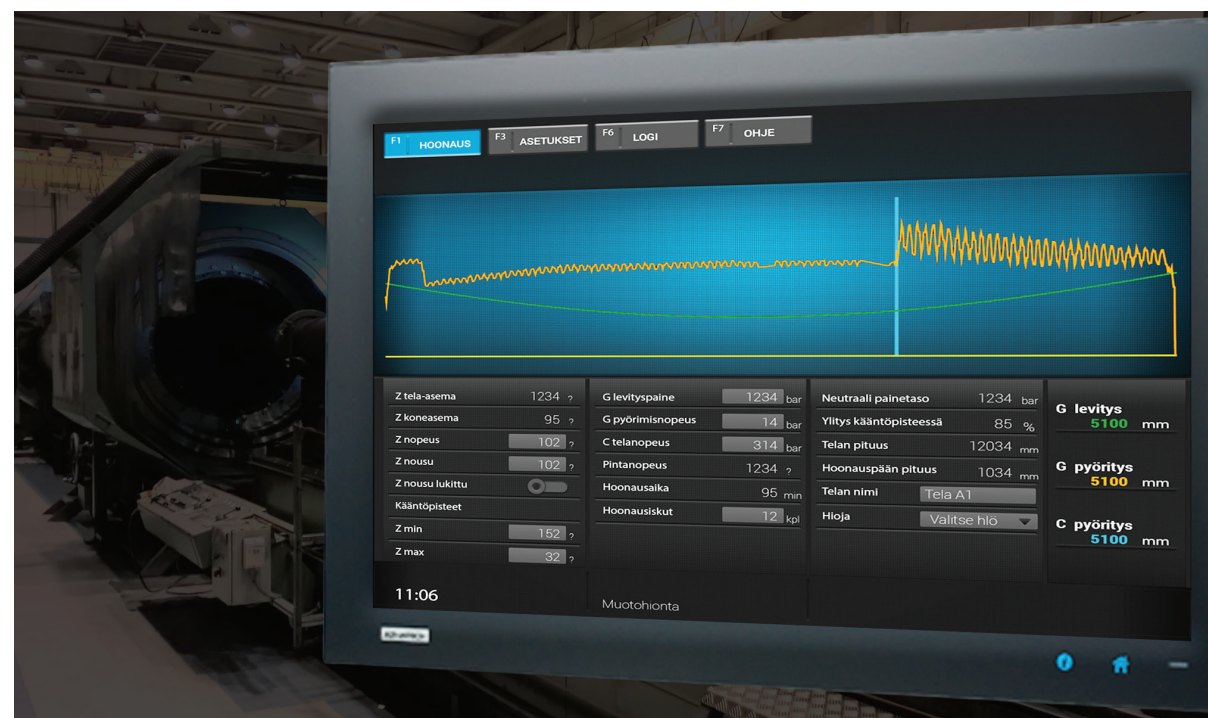 F1 HOONAUS F3 ASETUKSET F6 LOGI F7 OHJE
Z tela-asema 1234 ?
Z koneasema 95 ?
Z nopeus 102 ?
Z nousu 102 ?
Z nousu lukittu
Kääntöpisteet
Z min 152 ?
Z max 32 ?
G levityspaine 1234 bar
G pyörimisnopeus 14 bar
C telanopeus 314 bar
Pintanopeus 1234 ?
Hoonausaika 95 min
Hoonausiskut 12 kpl
Neutraali painetaso 1234 bar
Ylitys kääntöpisteessä 85 %
Telan pituus 12034 mm
Hoonauspään pituus 1034 mm
Telan nimi Tela A1
Hioja Valitse hlö
G levitys
5100 mm
G pyöritys
5100 mm
C pyöritys
5100 mm
11:06
Muotohionta